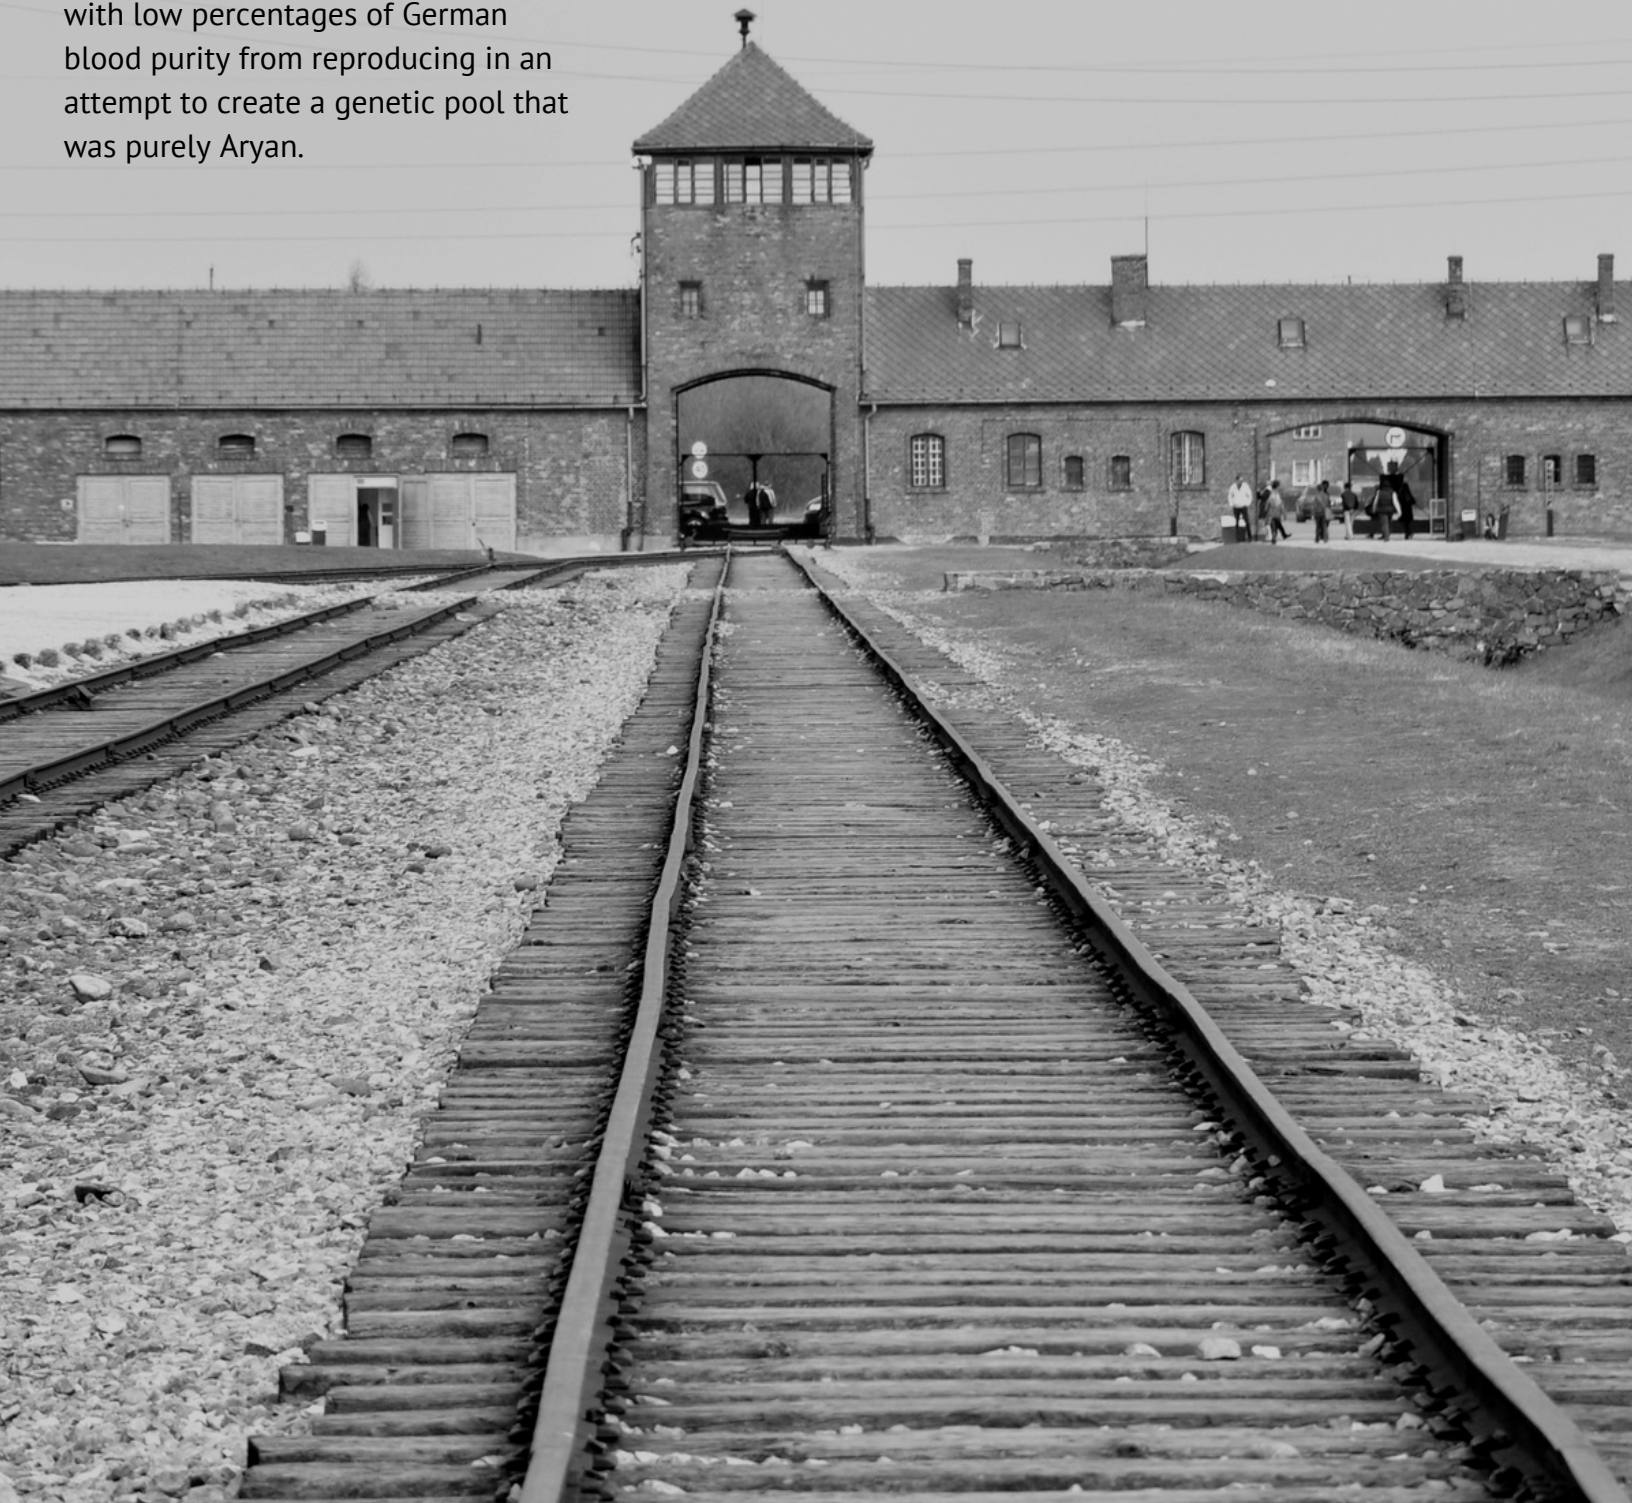 with low percentages of German
blood purity from reproducing in an
attempt to create a genetic pool that
was purely Aryan.